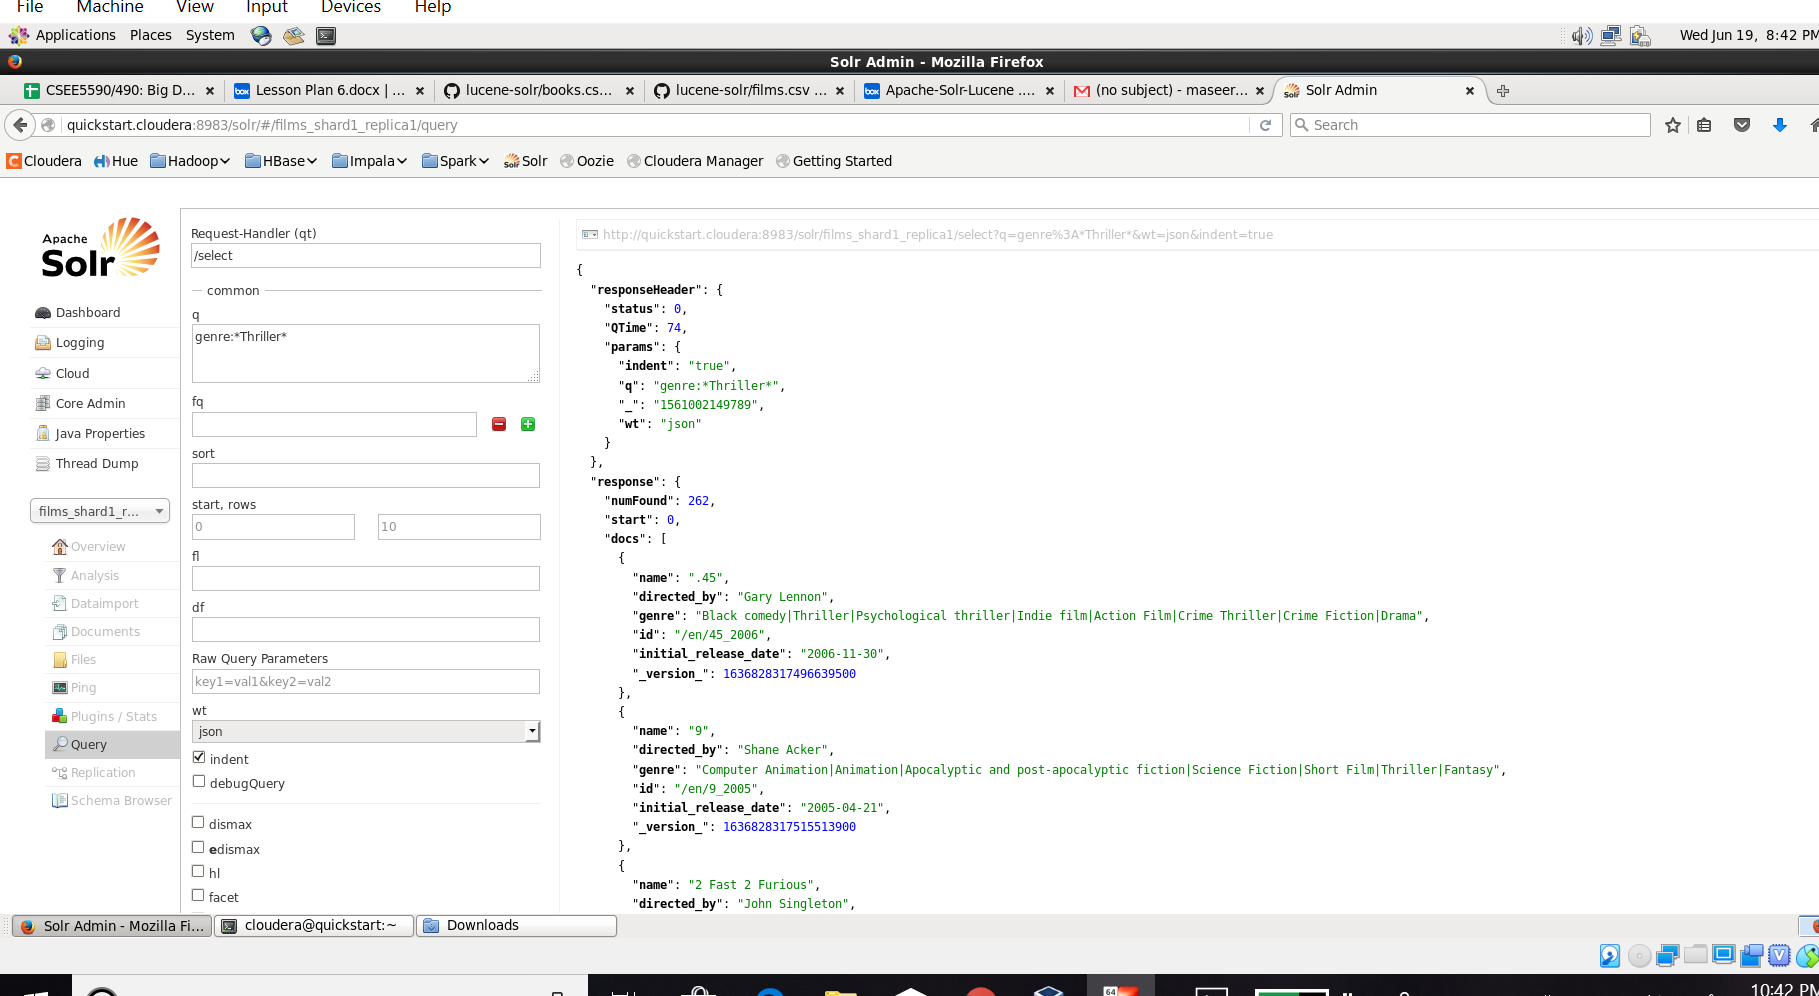 File Machine View Input Devices Help
Applications Places System Wed Jun 19, 8:42 PM
Solr Admin - Mozilla Firefox
CSEE5590/490: Big D... × Lesson Plan 6.docx | ... × lucene-solr/books.cs... × lucene-solr/films.csv ... × Apache-Solr-Lucene .... × (no subject) - maseer... × Solr Admin ×
quickstart.cloudera:8983/solr/#/films_shard1_replica1/query Search
Cloudera Hue Hadoop HBase Impala Spark Solr Oozie Cloudera Manager Getting Started
Apache
Solr
Dashboard
Logging
Cloud
Core Admin
Java Properties
Thread Dump
films_shard1_r...
Overview
Analysis
Dataimport
Documents
Files
Ping
Plugins / Stats
Query
Replication
Schema Browser
Request-Handler (qt)
/select
common
q
genre:*Thriller*
fq
sort
start, rows
0 10
fl
df
Raw Query Parameters
key1=val1&key2=val2
wt
json
indent
debugQuery
dismax
edismax
hl
facet
http://quickstart.cloudera:8983/solr/films_shard1_replica1/select?q=genre%3A*Thriller*&wt=json&indent=true
{
"responseHeader": {
"status": 0,
"QTime": 74,
"params": {
"indent": "true",
"q": "genre:*Thriller*",
"_": "1561002149789",
"wt": "json"
}
},
"response": {
"numFound": 262,
"start": 0,
"docs": [
{
"name": ".45",
"directed_by": "Gary Lennon",
"genre": "Black comedy|Thriller|Psychological thriller|Indie film|Action Film|Crime Thriller|Crime Fiction|Drama",
"id": "/en/45_2006",
"initial_release_date": "2006-11-30",
"_version_": 1636828317496639500
},
{
"name": "9",
"directed_by": "Shane Acker",
"genre": "Computer Animation|Animation|Apocalyptic and post-apocalyptic fiction|Science Fiction|Short Film|Thriller|Fantasy",
"id": "/en/9_2005",
"initial_release_date": "2005-04-21",
"_version_": 1636828317515513900
},
{
"name": "2 Fast 2 Furious",
"directed_by": "John Singleton",
Solr Admin - Mozilla Fi... cloudera@quickstart:~ Downloads
64
10:42 PM